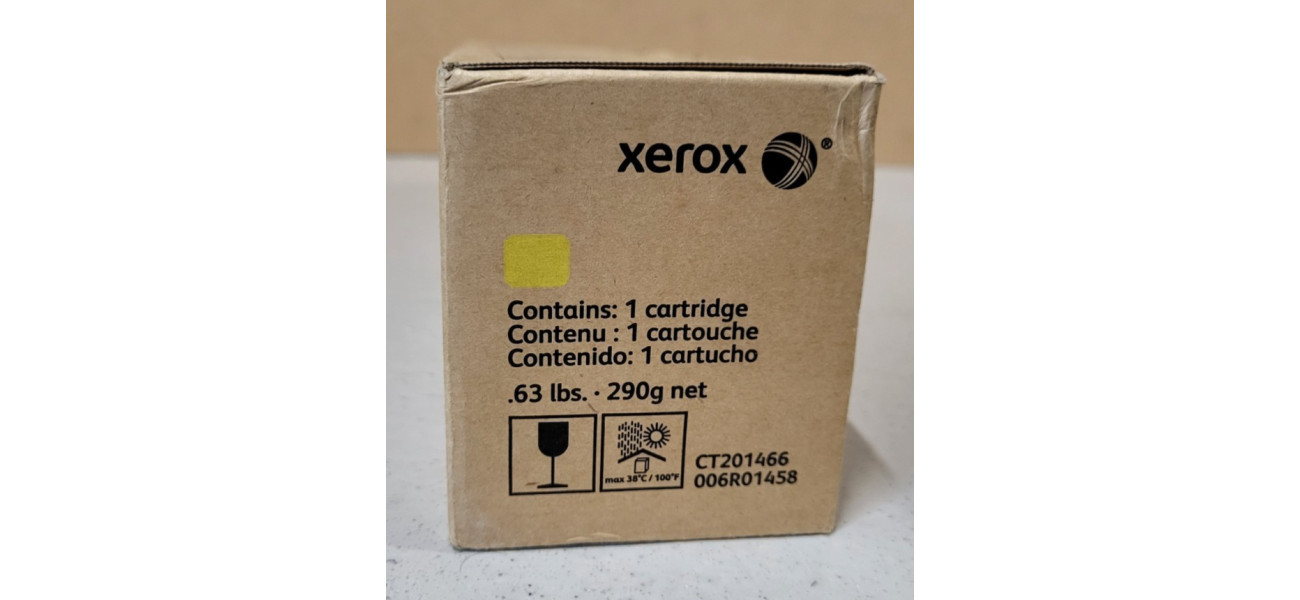 xerox ®
Contains: 1 cartridge
Contenu : 1 cartouche
Contenido: 1 cartucho
.63 lbs. · 290g net
max 38°C / 100°F
CT201466
006R01458